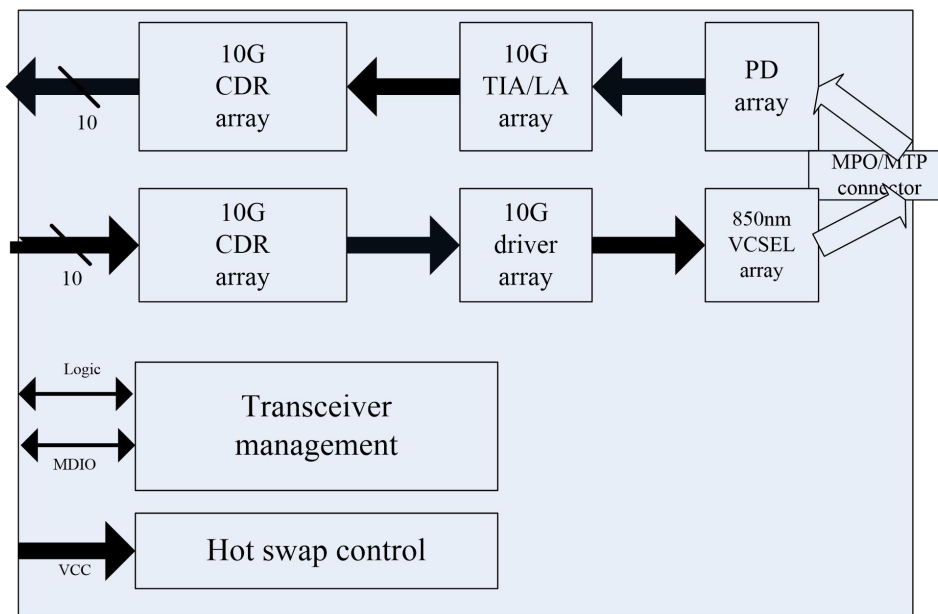 10G
CDR
array
10G
TIA/LA
array
PD
array
10
MPO/MTP
connector
10G
CDR
array
10G
driver
array
850nm
VCSEL
array
10
Logic
MDIO
Transceiver
management
VCC
Hot swap control